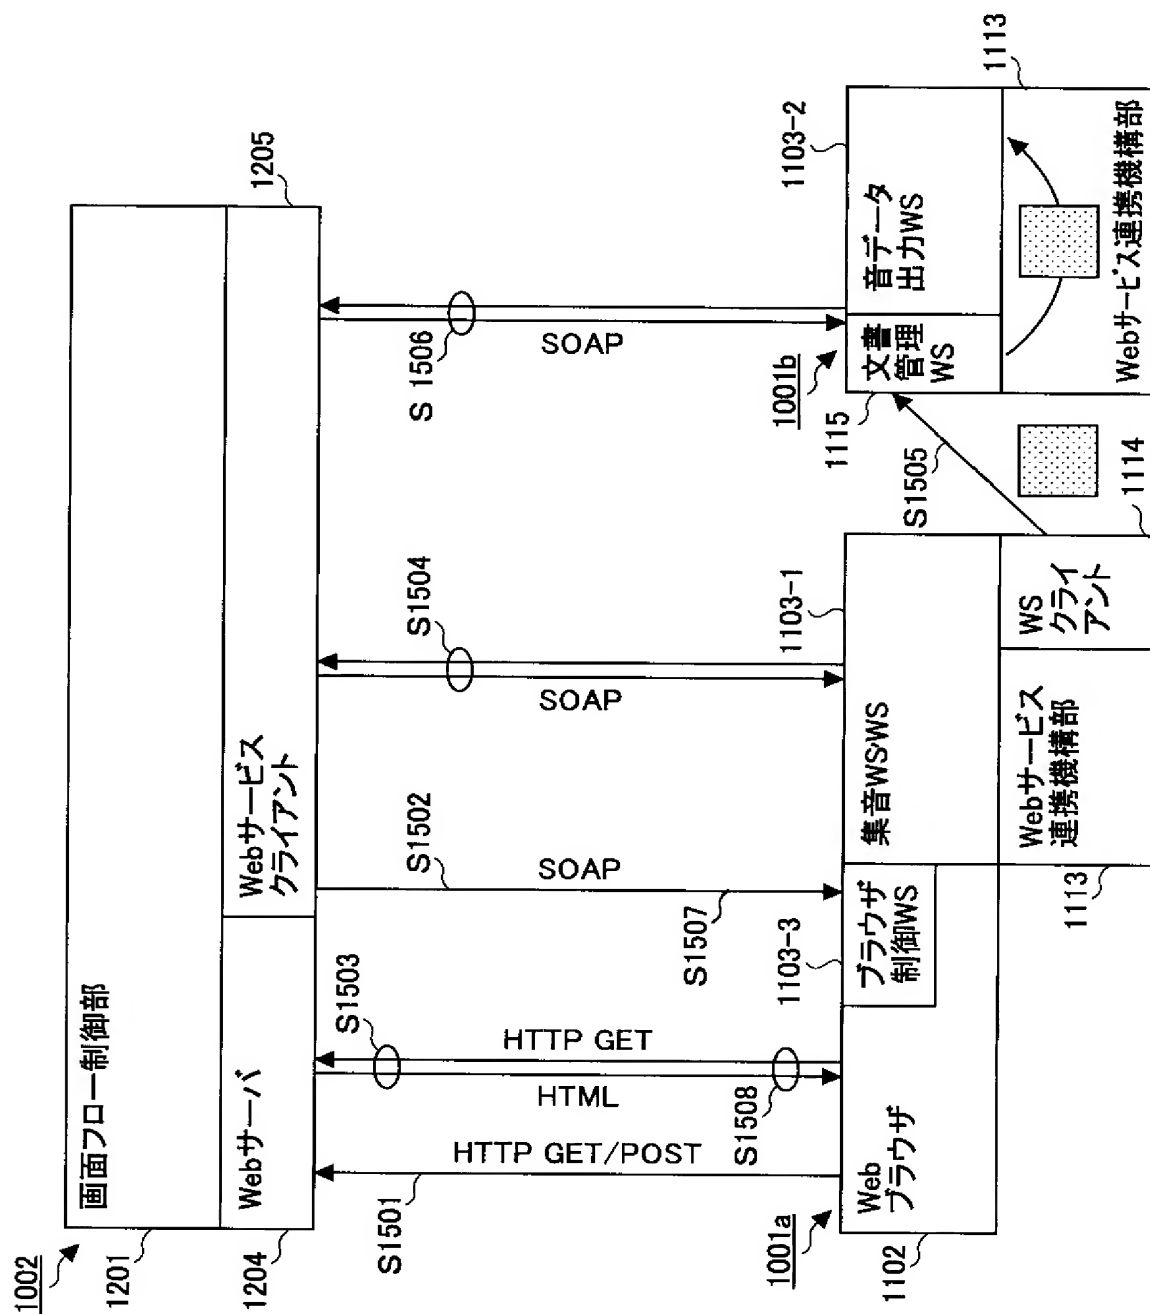 1002
1201
画面フロー制御部
1204
Webサーバ
Webサービス
クライアント
1205
S1501
HTTP GET/POST
S1503
HTML
HTTP GET
S1508
S1502
SOAP
S1507
S1504
SOAP
S 1506
SOAP
1001a
1102
Web
ブラウザ
1103-3
ブラウザ
制御WS
1103-1
集音WS・WS
1113
Webサービス
連携機構部
WS
クライ
アント
1114
S1505
1001b
1115
文書
管理
WS
1103-2
音データ
出力WS
Webサービス連携機構部
1113